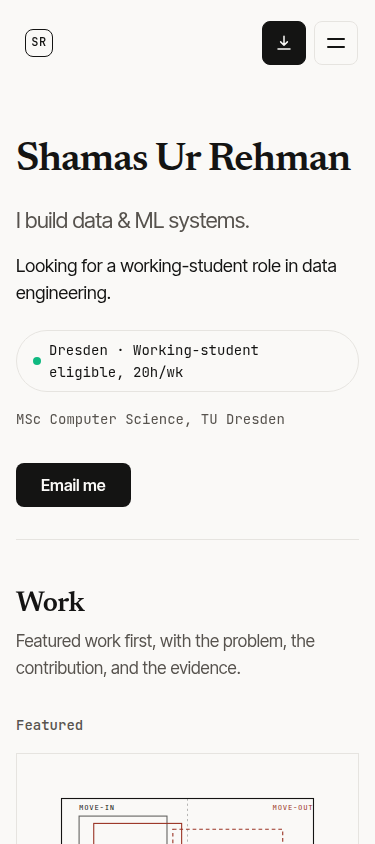 SR
Shamas Ur Rehman
I build data & ML systems.
Looking for a working-student role in data
engineering.
Dresden · Working-student
eligible, 20h/wk
MSc Computer Science, TU Dresden
Email me
Work
Featured work first, with the problem, the
contribution, and the evidence.
Featured
MOVE-IN MOVE-OUT